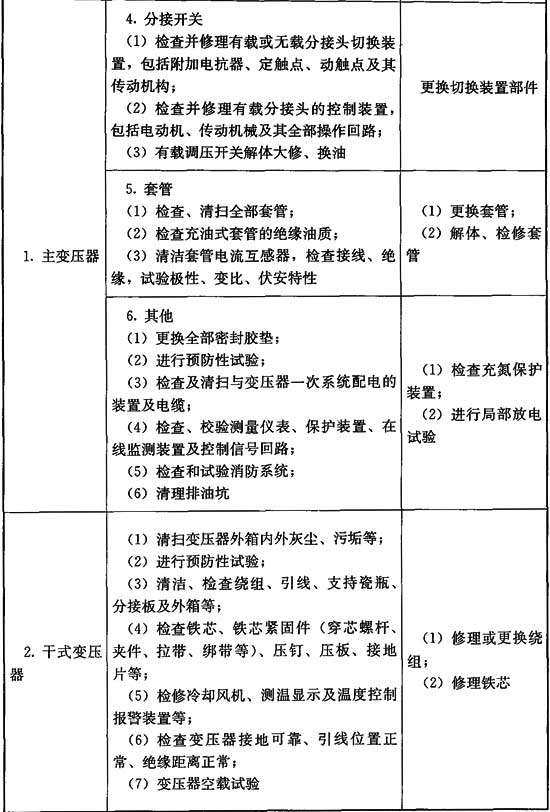 1. 主变压器
4. 分接开关
(1) 检查并修理有载或无载分接头切换装
置，包括附加电抗器、定触点、动触点及其
传动机构；
(2) 检查并修理有载分接头的控制装置，
包括电动机、传动机械及其全部操作回路；
(3) 有载调压开关解体大修、换油
更换切换装置部件
5. 套管
(1) 检查、清扫全部套管；
(2) 检查充油式套管的绝缘油质；
(3) 清洁套管电流互感器，检查接线、绝
缘，试验极性、变比、伏安特性
(1) 更换套管；
(2) 解体、检修套
管
6. 其他
(1) 更换全部密封胶垫；
(2) 进行预防性试验；
(3) 检查及清扫与变压器一次系统配电的
装置及电缆；
(4) 检查、校验测量仪表、保护装置、在
线监测装置及控制信号回路；
(5) 检查和试验消防系统；
(6) 清理排油坑
(1) 检查充氮保护
装置；
(2) 进行局部放电
试验
2. 干式变压
器
(1) 清扫变压器外箱内外灰尘、污垢等；
(2) 进行预防性试验；
(3) 清洁、检查绕组、引线、支持瓷瓶、
分接板及外箱等；
(4) 检查铁芯、铁芯紧固件（穿芯螺杆、
夹件、拉带、绑带等）、压钉、压板、接地
片等；
(5) 检修冷却风机、测温显示及温度控制
报警装置等；
(6) 检查变压器接地可靠、引线位置正
常、绝缘距离正常；
(7) 变压器空载试验
(1) 修理或更换绕
组；
(2) 修理铁芯